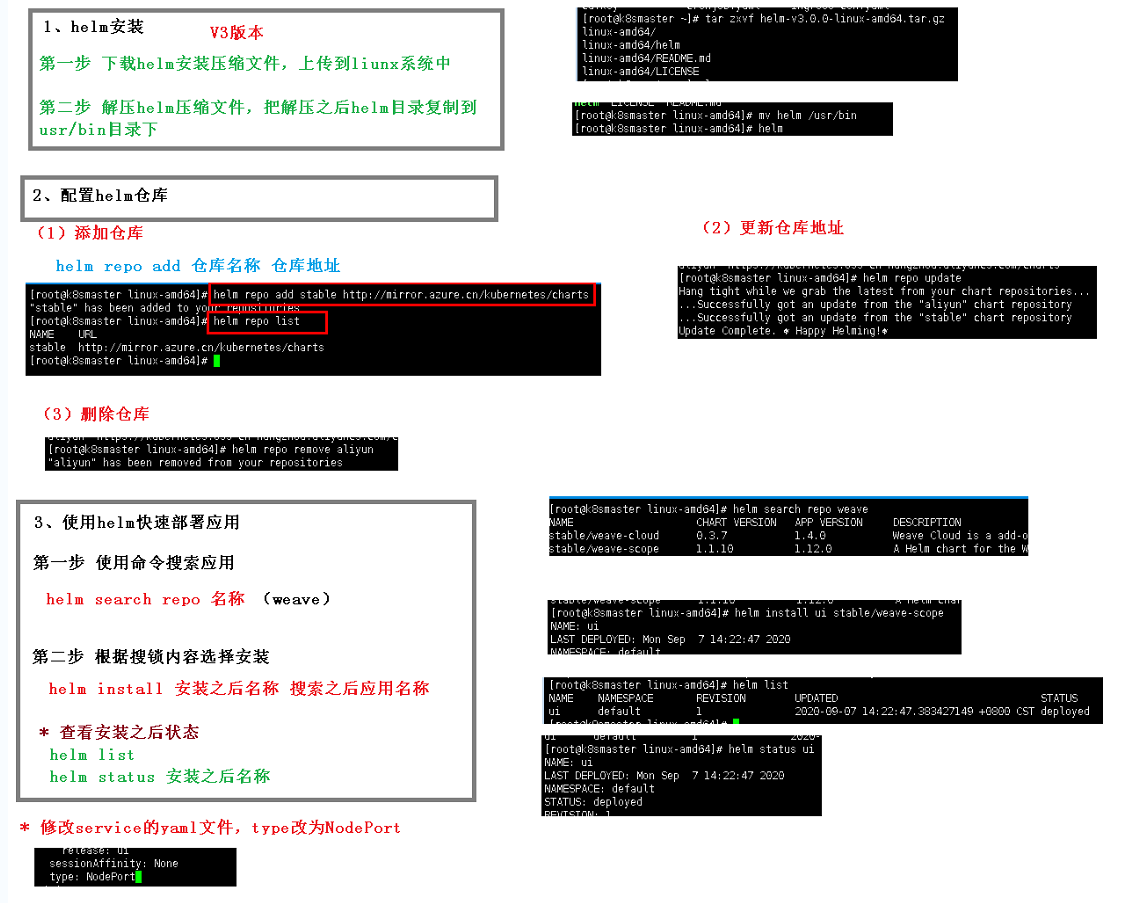 1、helm安装
V3版本
第一步 下载helm安装压缩文件，上传到liunx系统中
第二步 解压helm压缩文件，把解压之后helm目录复制到
usr/bin目录下
[root@k8smaster ~]# tar zxvf helm-v3.0.0-linux-amd64.tar.gz
linux-amd64/
linux-amd64/helm
linux-amd64/README.md
linux-amd64/LICENSE
helm LICENSE README.md
[root@k8smaster linux-amd64]# mv helm /usr/bin
[root@k8smaster linux-amd64]# helm
2、配置helm仓库
（1）添加仓库
helm repo add 仓库名称 仓库地址
[root@k8smaster linux-amd64]# helm repo add stable http://mirror.azure.cn/kubernetes/charts
"stable" has been added to your repositories
[root@k8smaster linux-amd64]# helm repo list
NAME URL
stable http://mirror.azure.cn/kubernetes/charts
[root@k8smaster linux-amd64]#
（2）更新仓库地址
[root@k8smaster linux-amd64]# helm repo update
Hang tight while we grab the latest from your chart repositories...
...Successfully got an update from the "aliyun" chart repository
...Successfully got an update from the "stable" chart repository
Update Complete. ⎈ Happy Helming!⎈
（3）删除仓库
[root@k8smaster linux-amd64]# helm repo remove aliyun
"aliyun" has been removed from your repositories
3、使用helm快速部署应用
第一步 使用命令搜索应用
helm search repo 名称 （weave）
第二步 根据搜锁内容选择安装
helm install 安装之后名称 搜索之后应用名称
* 查看安装之后状态
helm list
helm status 安装之后名称
[root@k8smaster linux-amd64]# helm search repo weave
NAME CHART VERSION APP VERSION DESCRIPTION
stable/weave-cloud 0.3.7 1.4.0 Weave Cloud is a add-o
stable/weave-scope 1.1.10 1.12.0 A Helm chart for the W
[root@k8smaster linux-amd64]# helm install ui stable/weave-scope
NAME: ui
LAST DEPLOYED: Mon Sep 7 14:22:47 2020
NAMESPACE: default
[root@k8smaster linux-amd64]# helm list
NAME NAMESPACE REVISION UPDATED STATUS
ui default 1 2020-09-07 14:22:47.383427149 +0800 CST deployed
ui default 1 2020-
[root@k8smaster linux-amd64]# helm status ui
NAME: ui
LAST DEPLOYED: Mon Sep 7 14:22:47 2020
NAMESPACE: default
STATUS: deployed
REVISION: 1
* 修改service的yaml文件，type改为NodePort
release: ui
sessionAffinity: None
type: NodePort